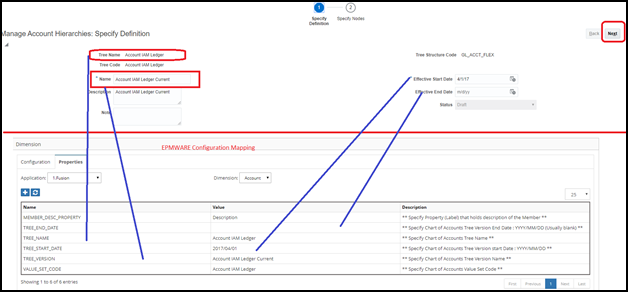 1
2
Specify Definition
Specify Nodes
Manage Account Hierarchies: Specify Definition
Back
Next
Tree Name Account IAM Ledger
Tree Structure Code GL_ACCT_FLEX
Tree Code Account IAM Ledger
* Name Account IAM Ledger Current
Effective Start Date 4/1/17
Description Account IAM Ledger Current
Effective End Date
Note
Status Draft
Dimension
EPMWARE Configuration Mapping
Configuration
Properties
Application:
Dimension: Account
25
Name Value Description
MEMBER_DESC_PROPERTY Description ** Specify Property (Label) that holds description of the Member **
TREE_END_DATE ** Specify Chart of Accounts Tree Version End Date : YYYY/MM/DD (Usually blank) **
TREE_NAME Account IAM Ledger ** Specify Chart of Accounts Tree Name **
TREE_START_DATE 2017/04/01 ** Specify Chart of Accounts Tree Version start Date : YYYY/MM/DD **
TREE_VERSION Account IAM Ledger Current ** Specify Chart of Accounts Tree Version Name **
VALUE_SET_CODE Account IAM Ledger ** Specify Chart of Accounts Value Set Code **
Showing 1 to 6 of 6 entries
First Previous 1 Next Last